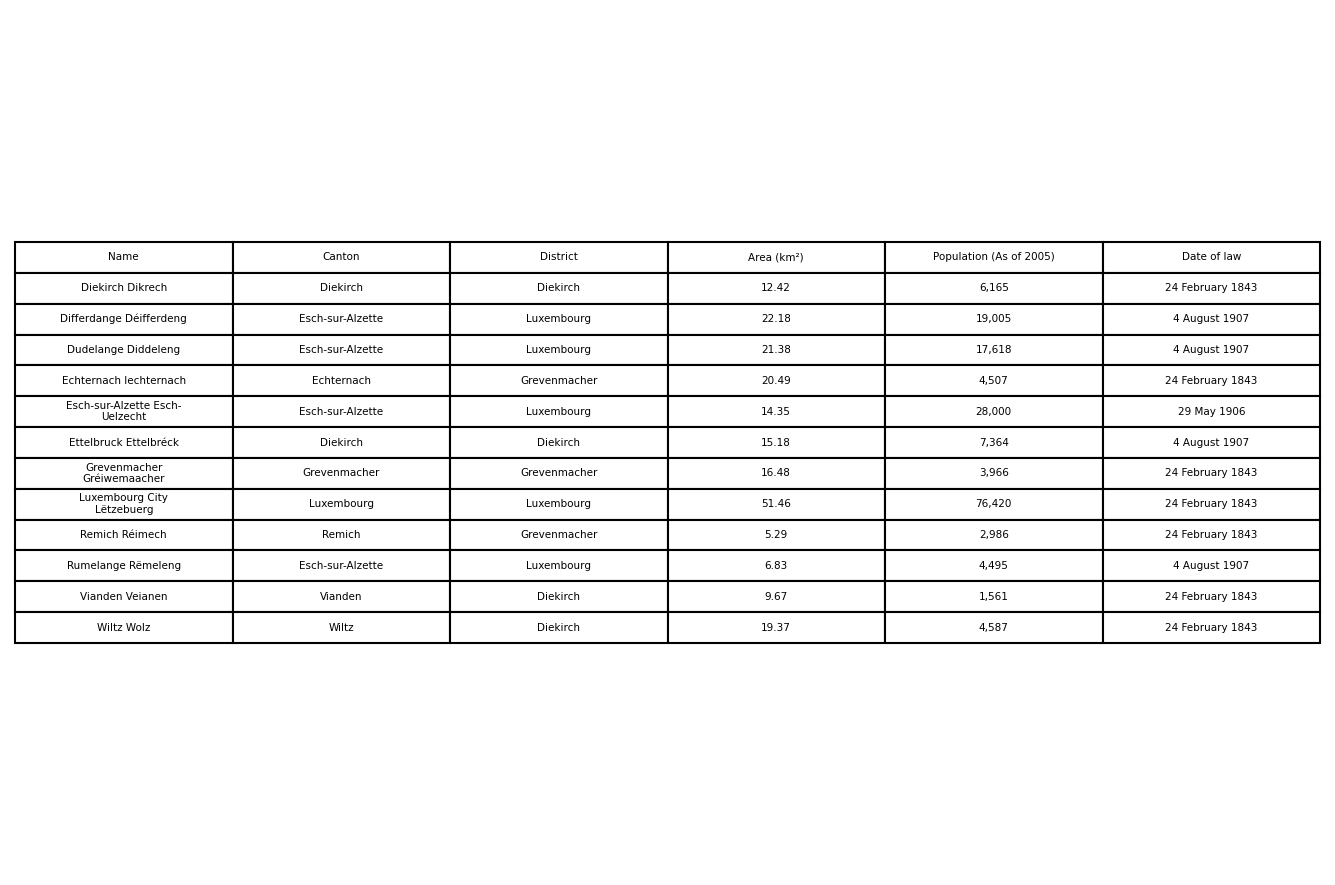 Name Canton District Area (km²) Population (As of 2005) Date of law
Diekirch Dikrech Diekirch Diekirch 12.42 6,165 24 February 1843
Differdange Déifferdeng Esch-sur-Alzette Luxembourg 22.18 19,005 4 August 1907
Dudelange Diddeleng Esch-sur-Alzette Luxembourg 21.38 17,618 4 August 1907
Echternach Iechternach Echternach Grevenmacher 20.49 4,507 24 February 1843
Esch-sur-Alzette Esch-
Uelzecht Esch-sur-Alzette Luxembourg 14.35 28,000 29 May 1906
Ettelbruck Ettelbréck Diekirch Diekirch 15.18 7,364 4 August 1907
Grevenmacher
Gréiwemaacher Grevenmacher Grevenmacher 16.48 3,966 24 February 1843
Luxembourg City
Lëtzebuerg Luxembourg Luxembourg 51.46 76,420 24 February 1843
Remich Réimech Remich Grevenmacher 5.29 2,986 24 February 1843
Rumelange Rëmeleng Esch-sur-Alzette Luxembourg 6.83 4,495 4 August 1907
Vianden Veianen Vianden Diekirch 9.67 1,561 24 February 1843
Wiltz Wolz Wiltz Diekirch 19.37 4,587 24 February 1843